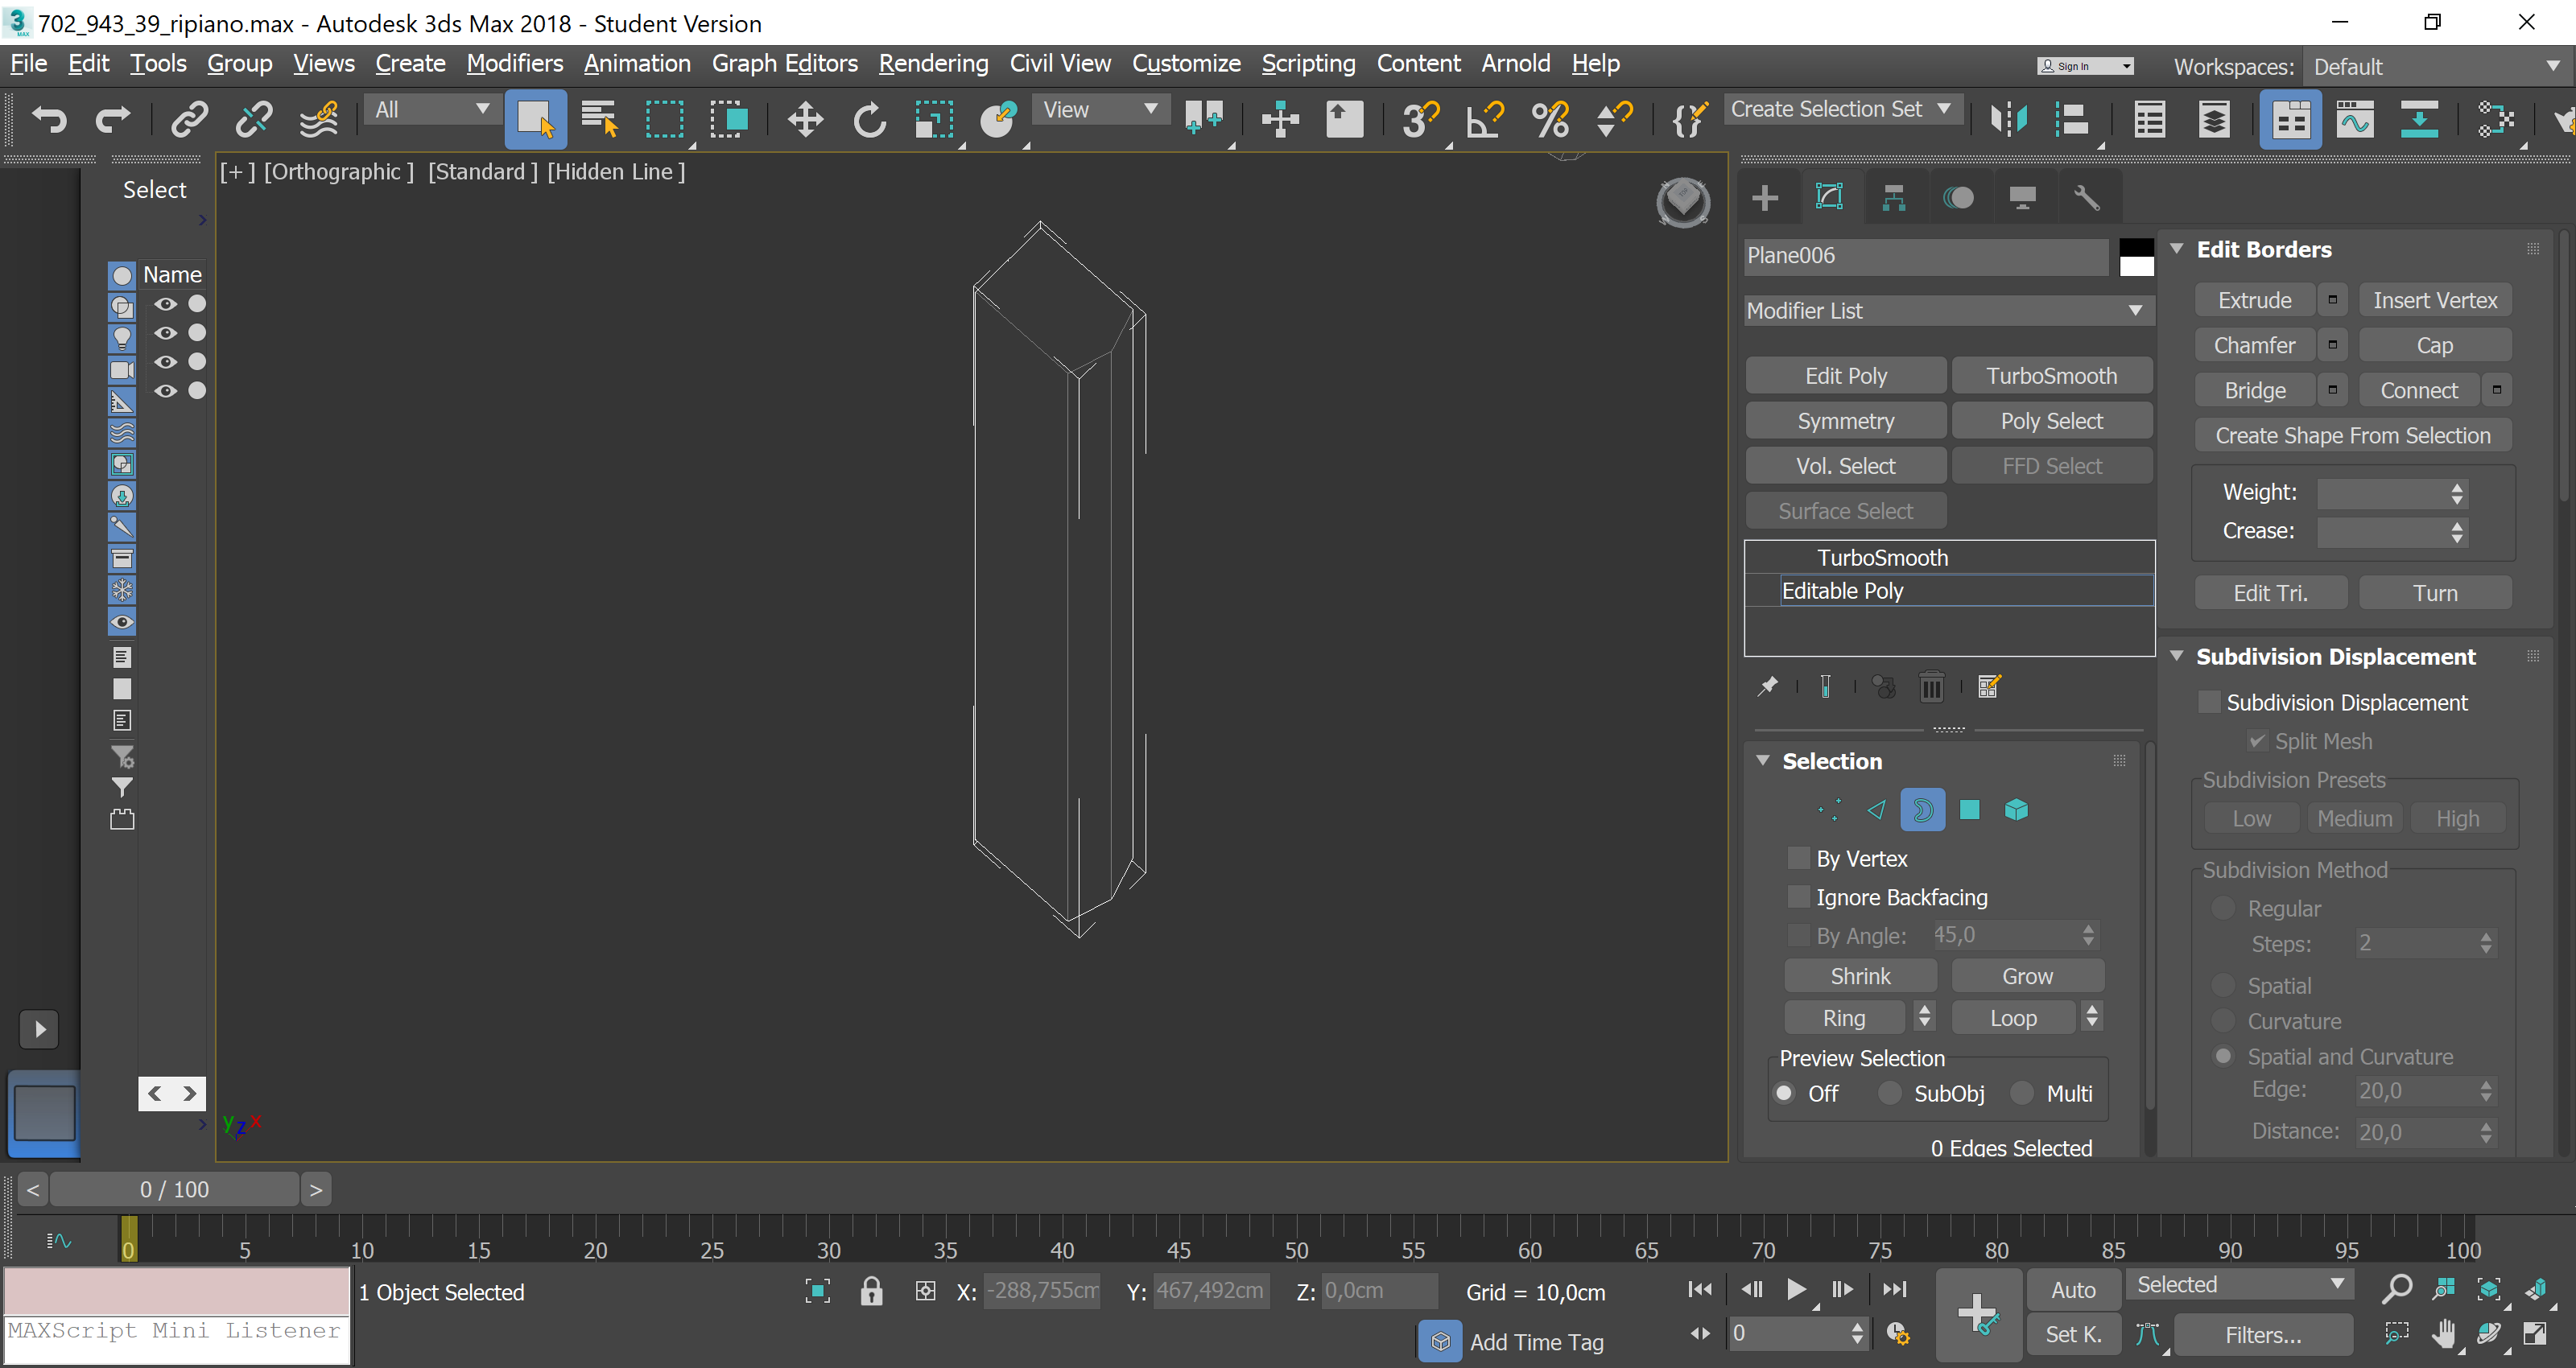 702_943_39_ripiano.max - Autodesk 3ds Max 2018 - Student Version
File Edit Tools Group Views Create Modifiers Animation Graph Editors Rendering Civil View Customize Scripting Content Arnold Help
Sign In
Workspaces: Default
All
View
Create Selection Set
Select
[+] [Orthographic] [Standard] [Hidden Line]
Name
Plane006
Modifier List
Edit Poly TurboSmooth
Symmetry Poly Select
Vol. Select FFD Select
Surface Select
TurboSmooth
Editable Poly
Selection
By Vertex
Ignore Backfacing
By Angle: 45,0
Shrink Grow
Ring Loop
Preview Selection
Off SubObj Multi
0 Edges Selected
Edit Borders
Extrude Insert Vertex
Chamfer Cap
Bridge Connect
Create Shape From Selection
Weight:
Crease:
Edit Tri. Turn
Subdivision Displacement
Subdivision Displacement
Split Mesh
Subdivision Presets
Low Medium High
Subdivision Method
Regular
Steps: 2
Spatial
Curvature
Spatial and Curvature
Edge: 20,0
Distance: 20,0
y z x
< 0 / 100 >
0 5 10 15 20 25 30 35 40 45 50 55 60 65 70 75 80 85 90 95 100
1 Object Selected
X: -288,755cm Y: 467,492cm Z: 0,0cm Grid = 10,0cm
Auto Selected
MAXScript Mini Listener
Add Time Tag
0
Set K. Filters...